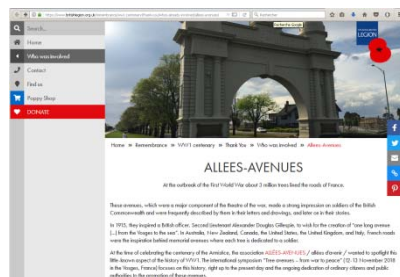 Search...
Home
Who was involved
Contact
Find us
Poppy Shop
DONATE
LEGION
Home » Remembrance » WW1 centenary » Thank You » Who was involved » Allees-Avenues
ALLEES-AVENUES
At the outbreak of the First World War about 3 million trees lined the roads of France.
These avenues, which were a major component of the theatre of the war, made a strong impression on soldiers of the British
Commonwealth and were frequently described by them in their letters and drawings, and later on in their stories.
In 1915, they inspired a British officer, Second Lieutenant Alexander Douglas Gillespie, to wish for the creation of "one long avenue
[...] from the Vosges to the sea". In Australia, New Zealand, Canada, the United States, the United Kingdom, and Italy, French roads
were the inspiration behind memorial avenues where each tree is dedicated to a soldier.
At the time of celebrating the centenary of the Armistice, the association ALLÉES-AVENUES / allées d'avenir / wanted to spotlight this
little-known aspect of the history of WW1. The international symposium "Tree avenues – from war to peace" (12-13 November 2018
in the Vosges, France) focuses on this history, right up to the present day and the ongoing dedication of ordinary citizens and public
authorities to the promotion of these avenues.